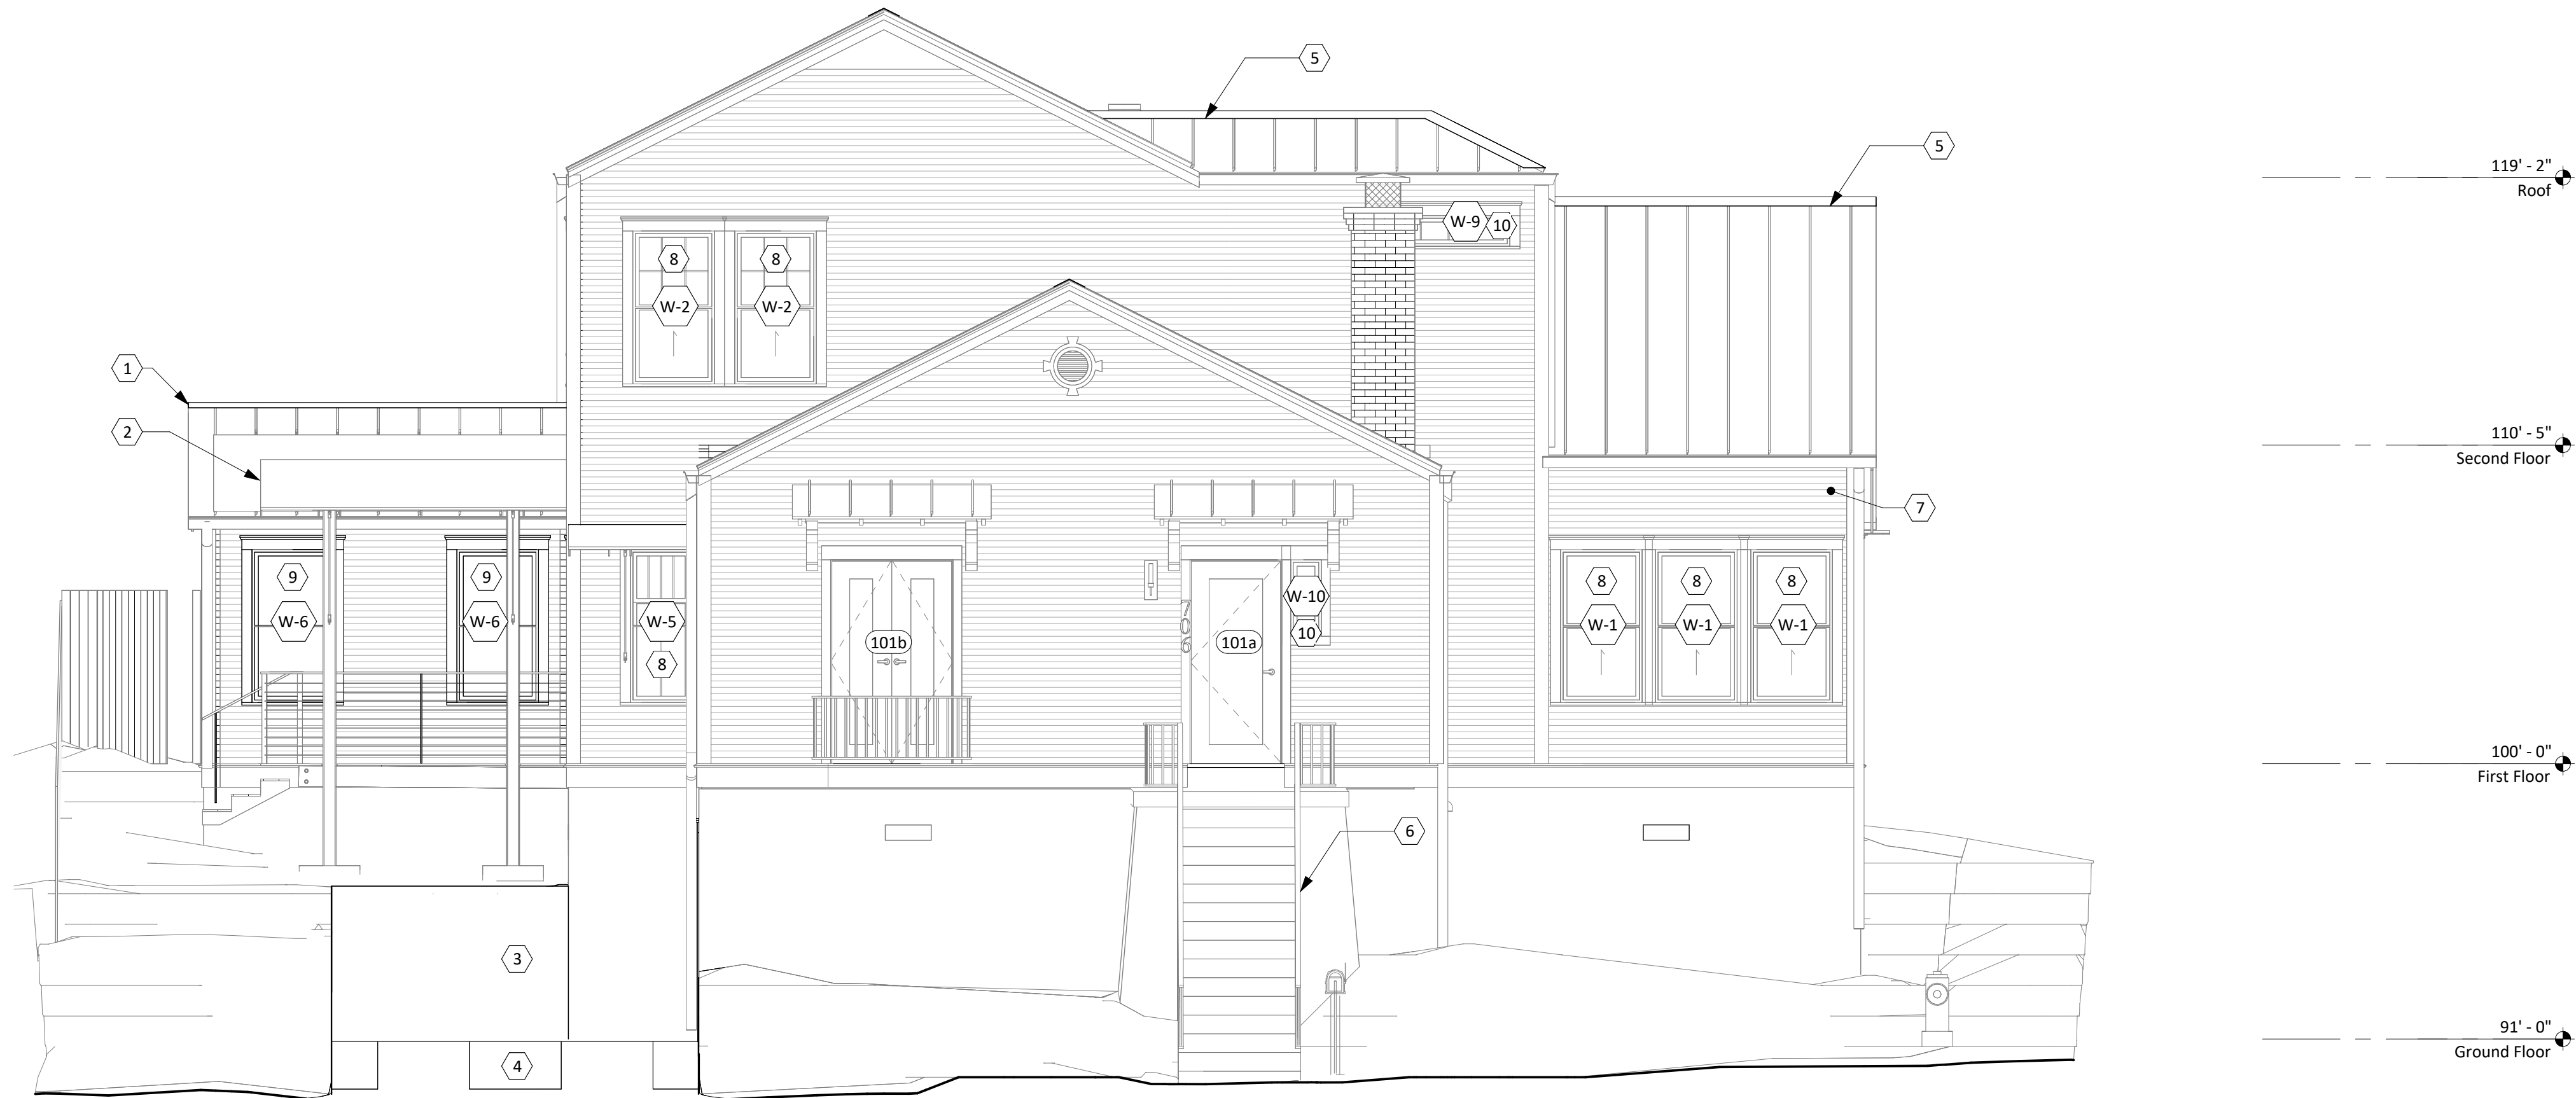 5
5
119' - 2"
Roof
W-9
10
8
8
W-2
W-2
1
2
110' - 5"
Second Floor
7
9
9
8
8
8
W-6
W-6
W-5
W-10
W-1
W-1
W-1
706
101b
101a
10
8
100' - 0"
First Floor
6
3
91' - 0"
Ground Floor
4